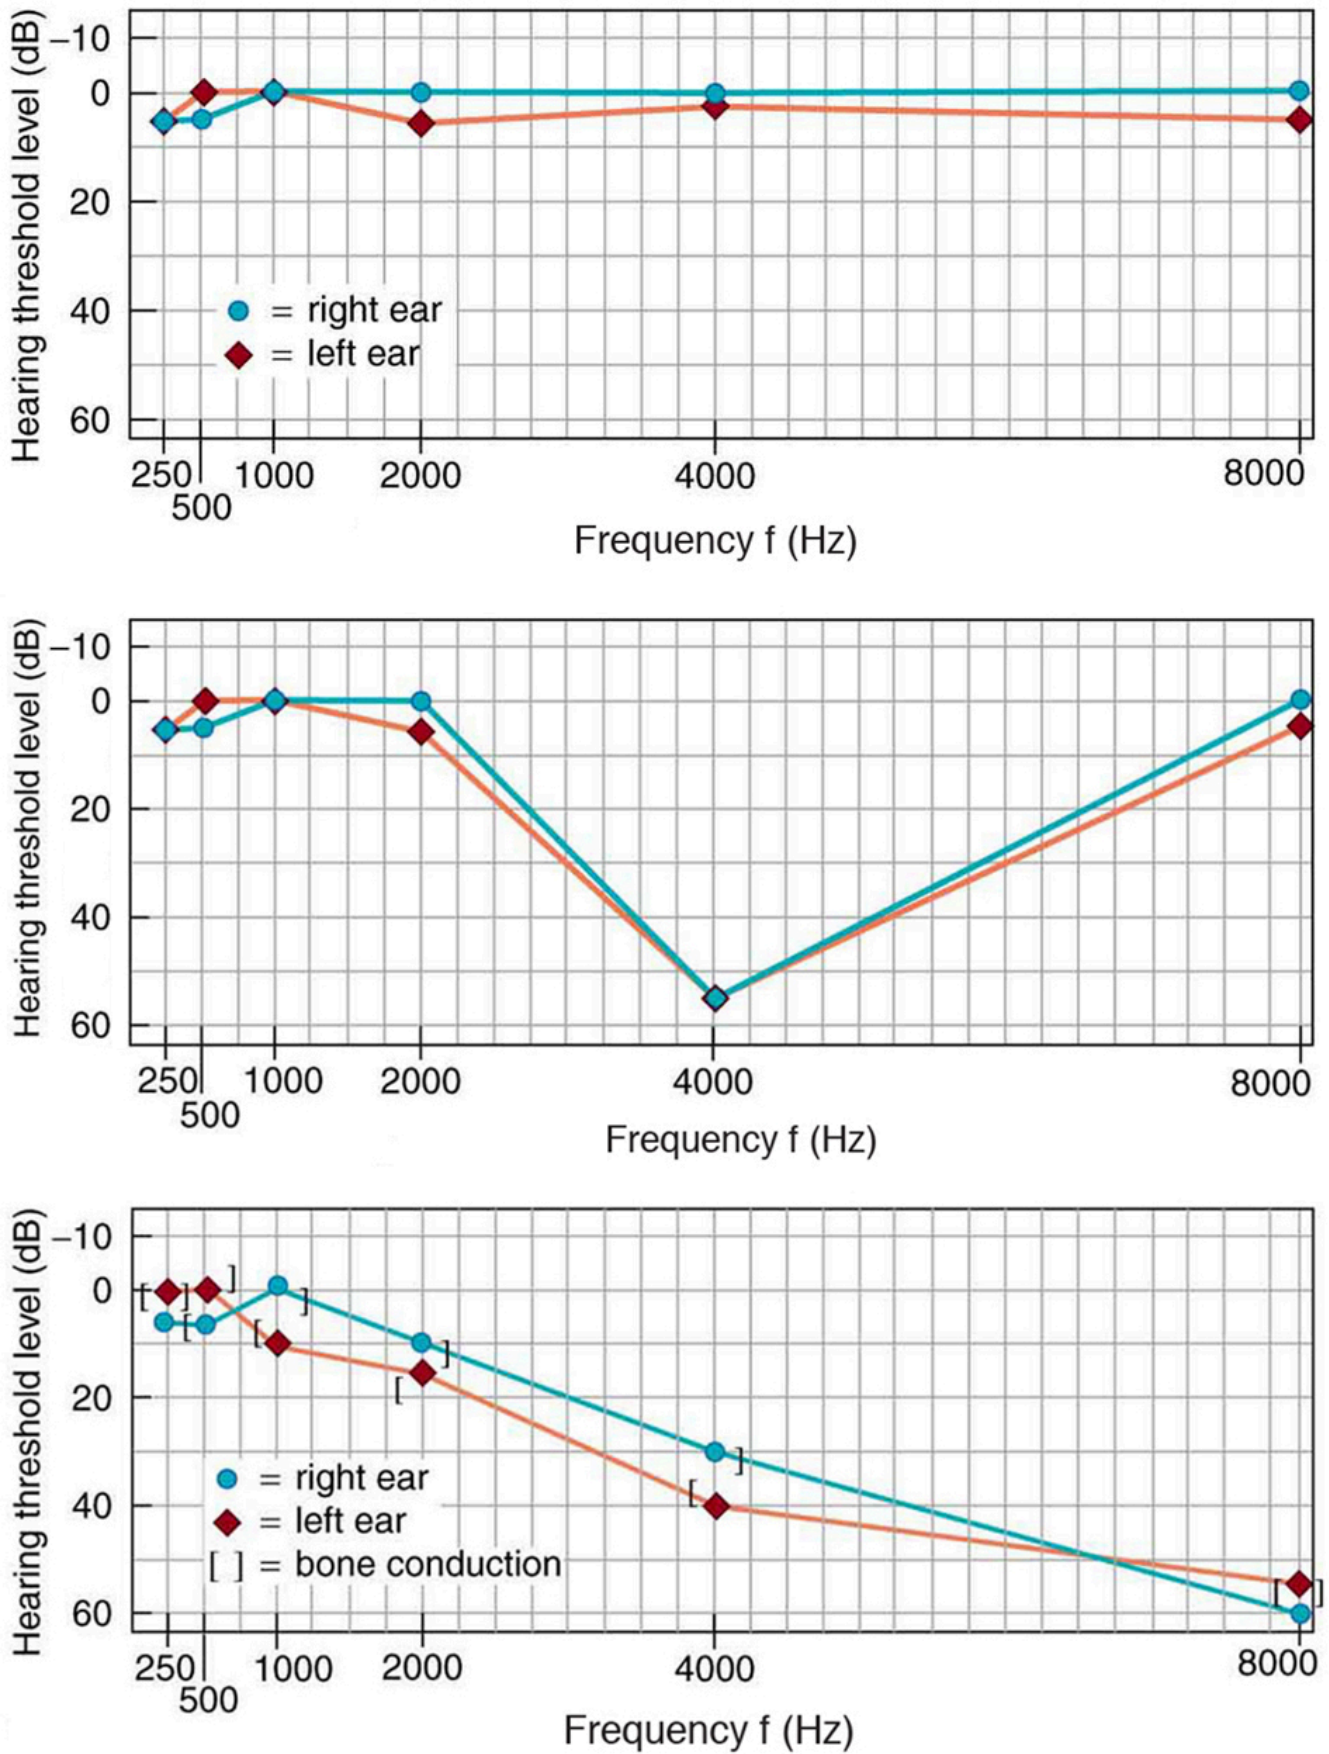 Hearing threshold level (dB)
–10
0
20
40
60
= right ear
= left ear
250 1000 2000 4000 8000
500
Frequency f (Hz)
Hearing threshold level (dB)
–10
0
20
40
60
250 1000 2000 4000 8000
500
Frequency f (Hz)
Hearing threshold level (dB)
–10
0
20
40
60
[ ] ]
[
[ ]
[ ]
[ ]
[ ]
= right ear
= left ear
[ ] = bone conduction
250 1000 2000 4000 8000
500
Frequency f (Hz)